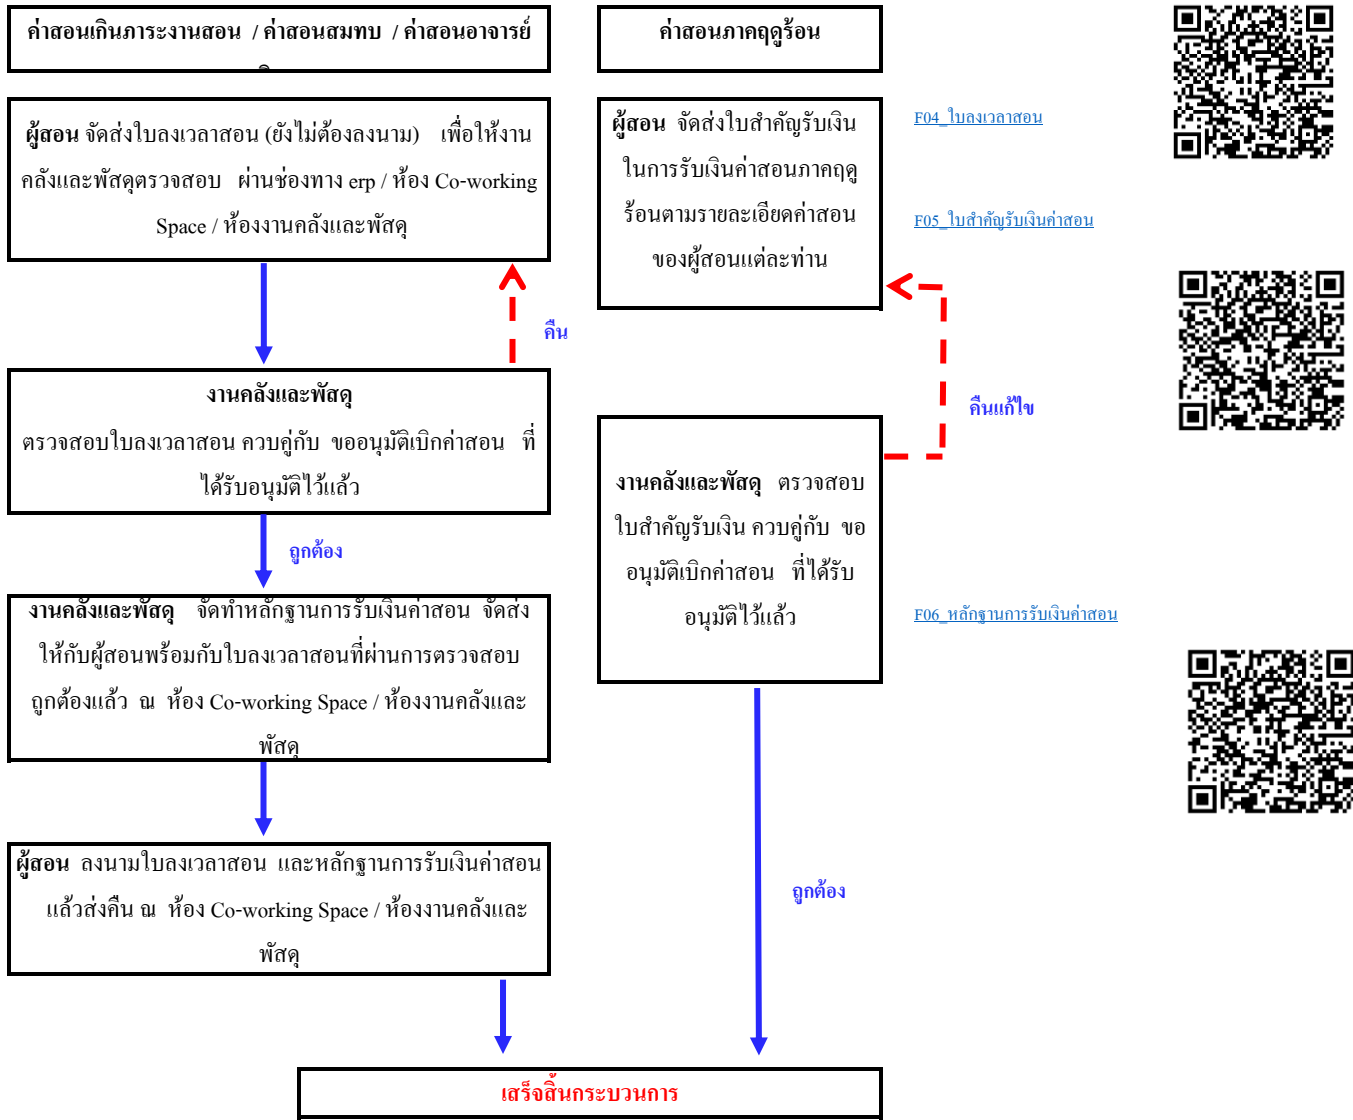 ค่าสอนเกินภาระงานสอน / ค่าสอนสมทบ / ค่าสอนอาจารย์
ผู้สอน จัดส่งใบลงเวลาสอน (ยังไม่ต้องลงนาม) เพื่อให้งาน
คลังและพัสดุตรวจสอบ ผ่านช่องทาง erp / ห้อง Co-working
Space / ห้องงานคลังและพัสดุ
คืน
งานคลังและพัสดุ
ตรวจสอบใบลงเวลาสอน ควบคู่กับ ขออนุมัติเบิกค่าสอน ที่
ได้รับอนุมัติไว้แล้ว
ถูกต้อง
งานคลังและพัสดุ จัดทำหลักฐานการรับเงินค่าสอน จัดส่ง
ให้กับผู้สอนพร้อมกับใบลงเวลาสอนที่ผ่านการตรวจสอบ
ถูกต้องแล้ว ณ ห้อง Co-working Space / ห้องงานคลังและ
พัสดุ
ผู้สอน ลงนามใบลงเวลาสอน และหลักฐานการรับเงินค่าสอน
แล้วส่งคืน ณ ห้อง Co-working Space / ห้องงานคลังและ
พัสดุ
ค่าสอนภาคฤดูร้อน
ผู้สอน จัดส่งใบสำคัญรับเงิน
ในการรับเงินค่าสอนภาคฤดู
ร้อนตามรายละเอียดค่าสอน
ของผู้สอนแต่ละท่าน
คืนแก้ไข
งานคลังและพัสดุ ตรวจสอบ
ใบสำคัญรับเงิน ควบคู่กับ ขอ
อนุมัติเบิกค่าสอน ที่ได้รับ
อนุมัติไว้แล้ว
ถูกต้อง
เสร็จสิ้นกระบวนการ
F04_ใบลงเวลาสอน
F05_ใบสำคัญรับเงินค่าสอน
F06_หลักฐานการรับเงินค่าสอน